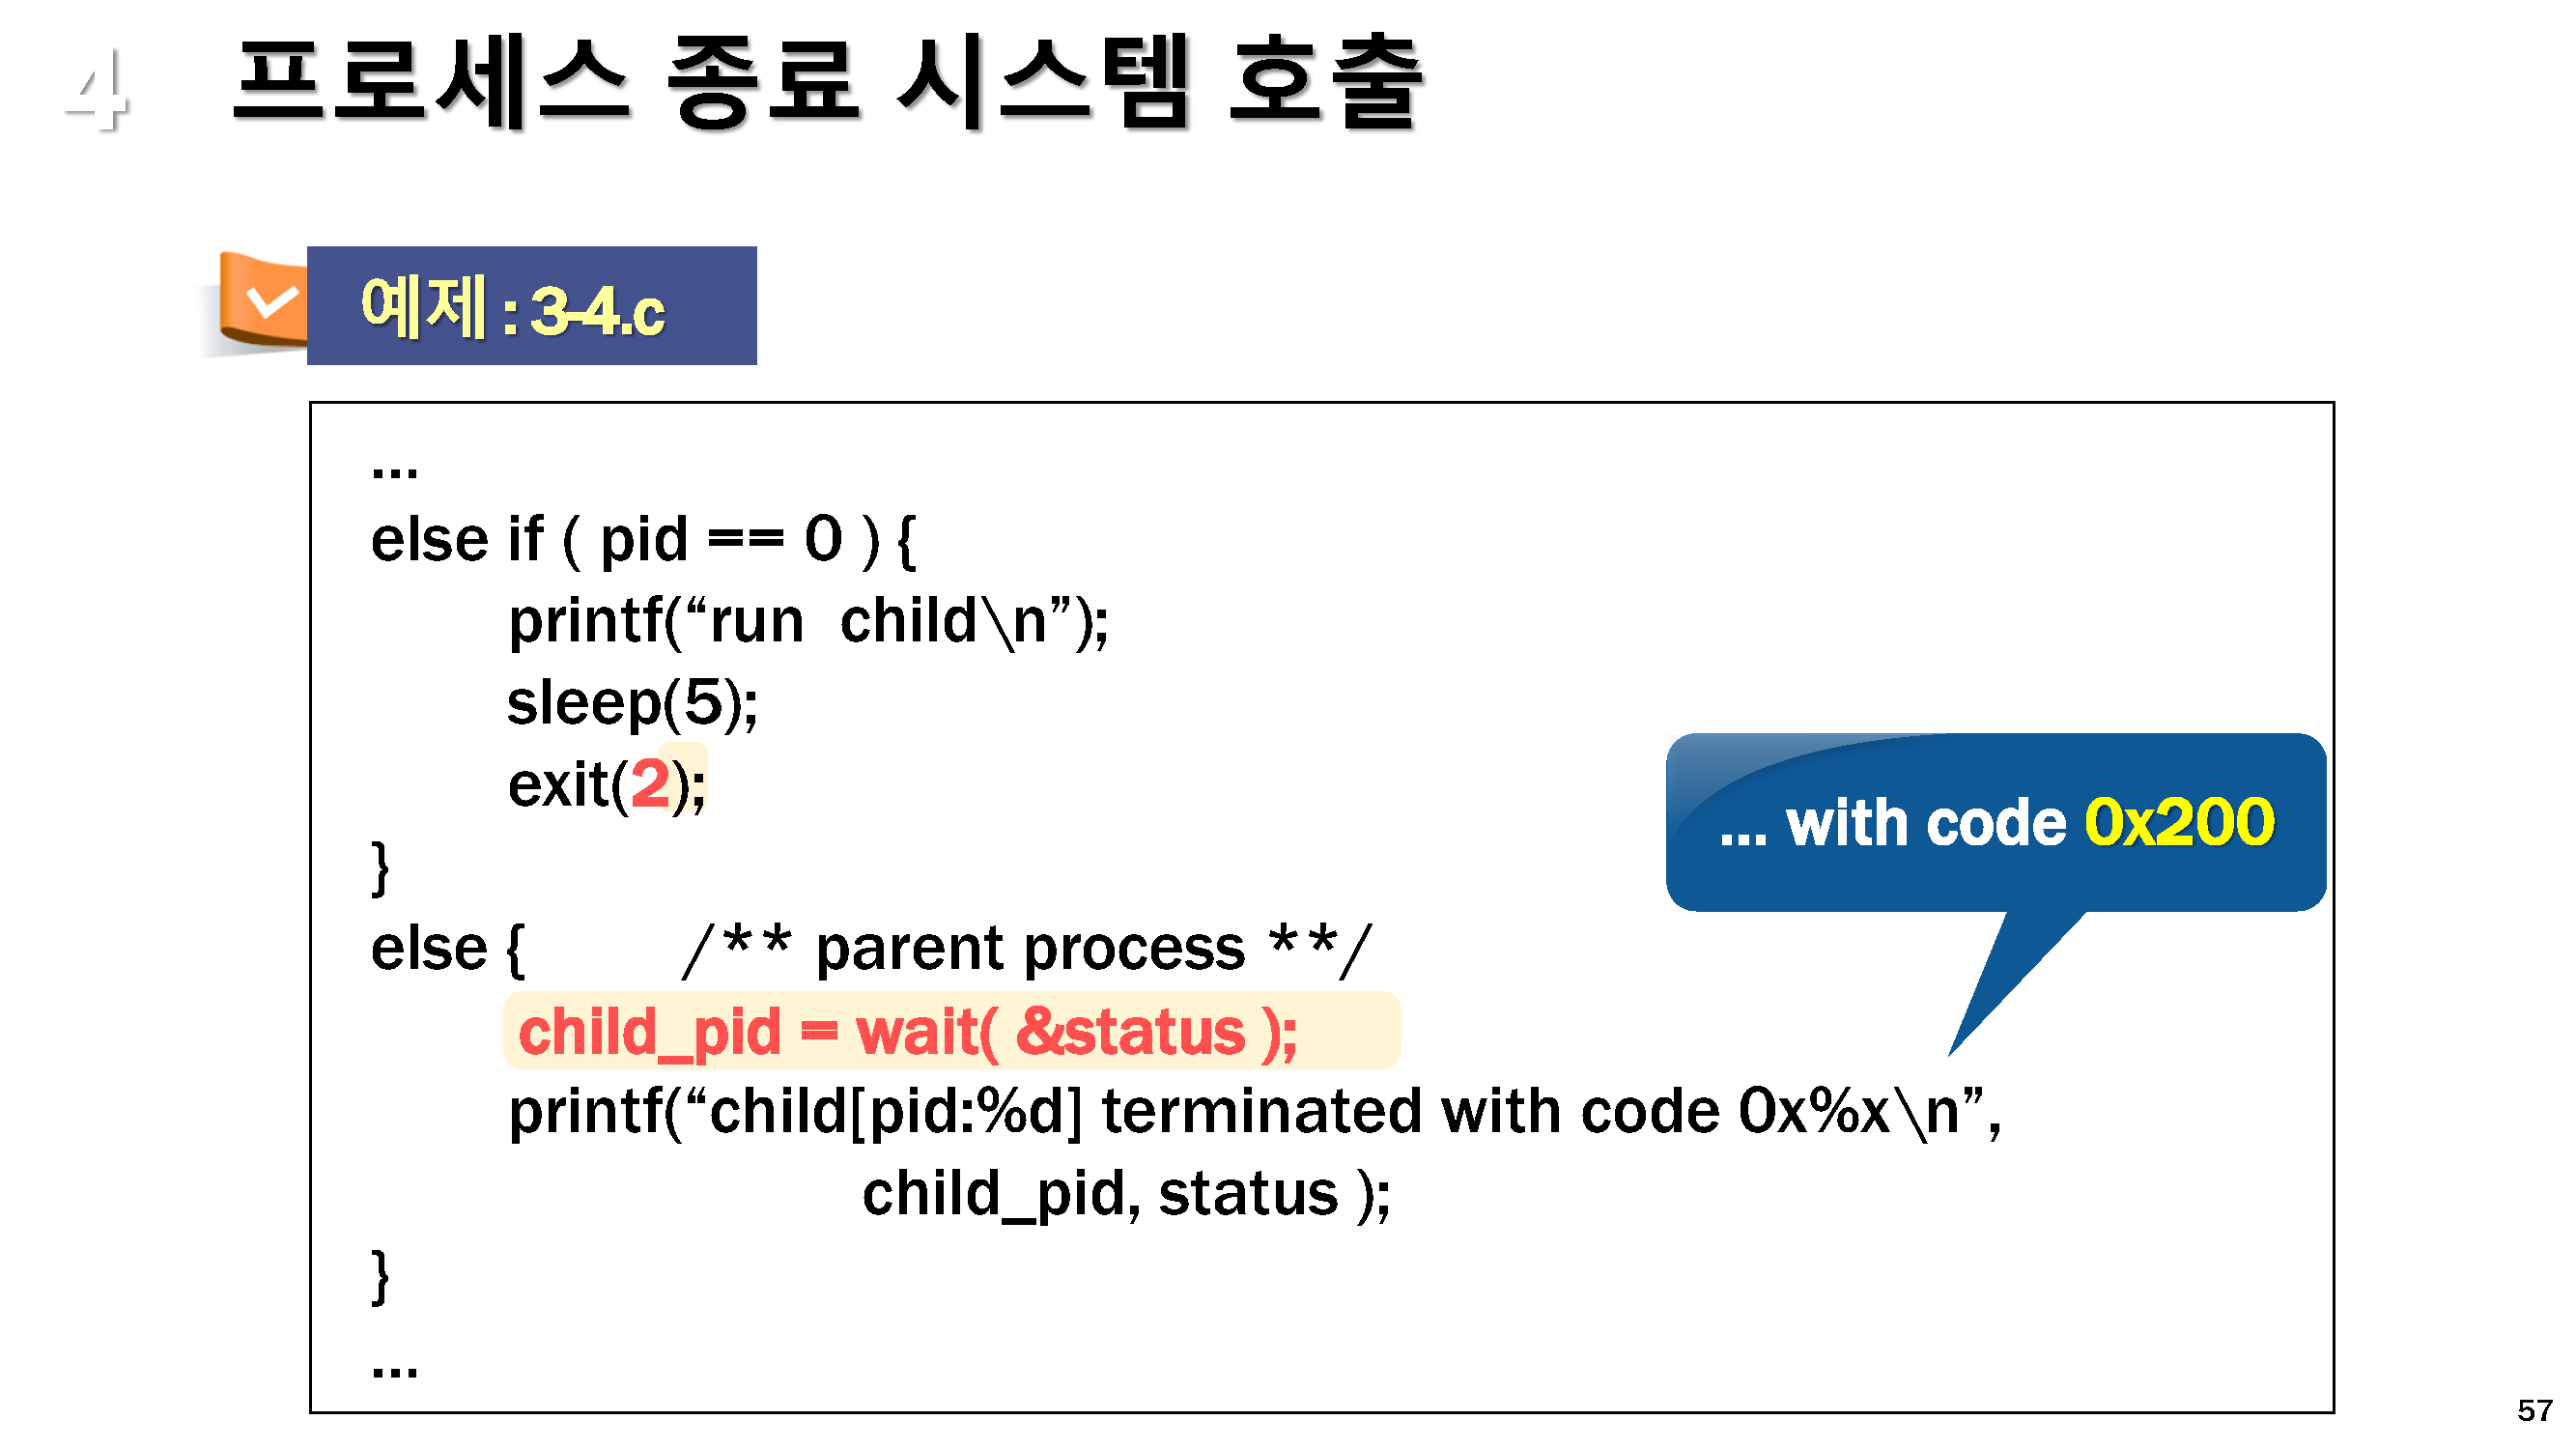 4 프로세스 종료 시스템 호출
예제 : 3-4.c
...
else if ( pid == 0 ) {
printf(“run child\n”);
sleep(5);
exit(2);
}
... with code 0x200
else { /** parent process **/
child_pid = wait( &status );
printf(“child[pid:%d] terminated with code 0x%x\n”,
child_pid, status );
}
...
57